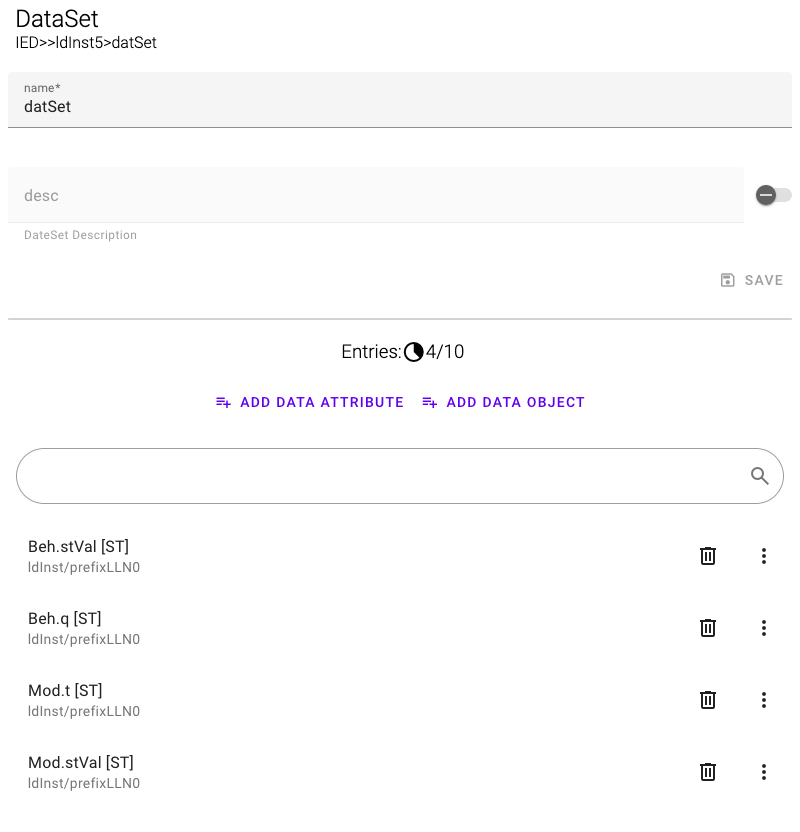 DataSet
IED>>ldInst5>datSet
name*
datSet
desc
DateSet Description
SAVE
Entries: 4/10
ADD DATA ATTRIBUTE ADD DATA OBJECT
Beh.stVal [ST]
ldInst/prefixLLN0
Beh.q [ST]
ldInst/prefixLLN0
Mod.t [ST]
ldInst/prefixLLN0
Mod.stVal [ST]
ldInst/prefixLLN0